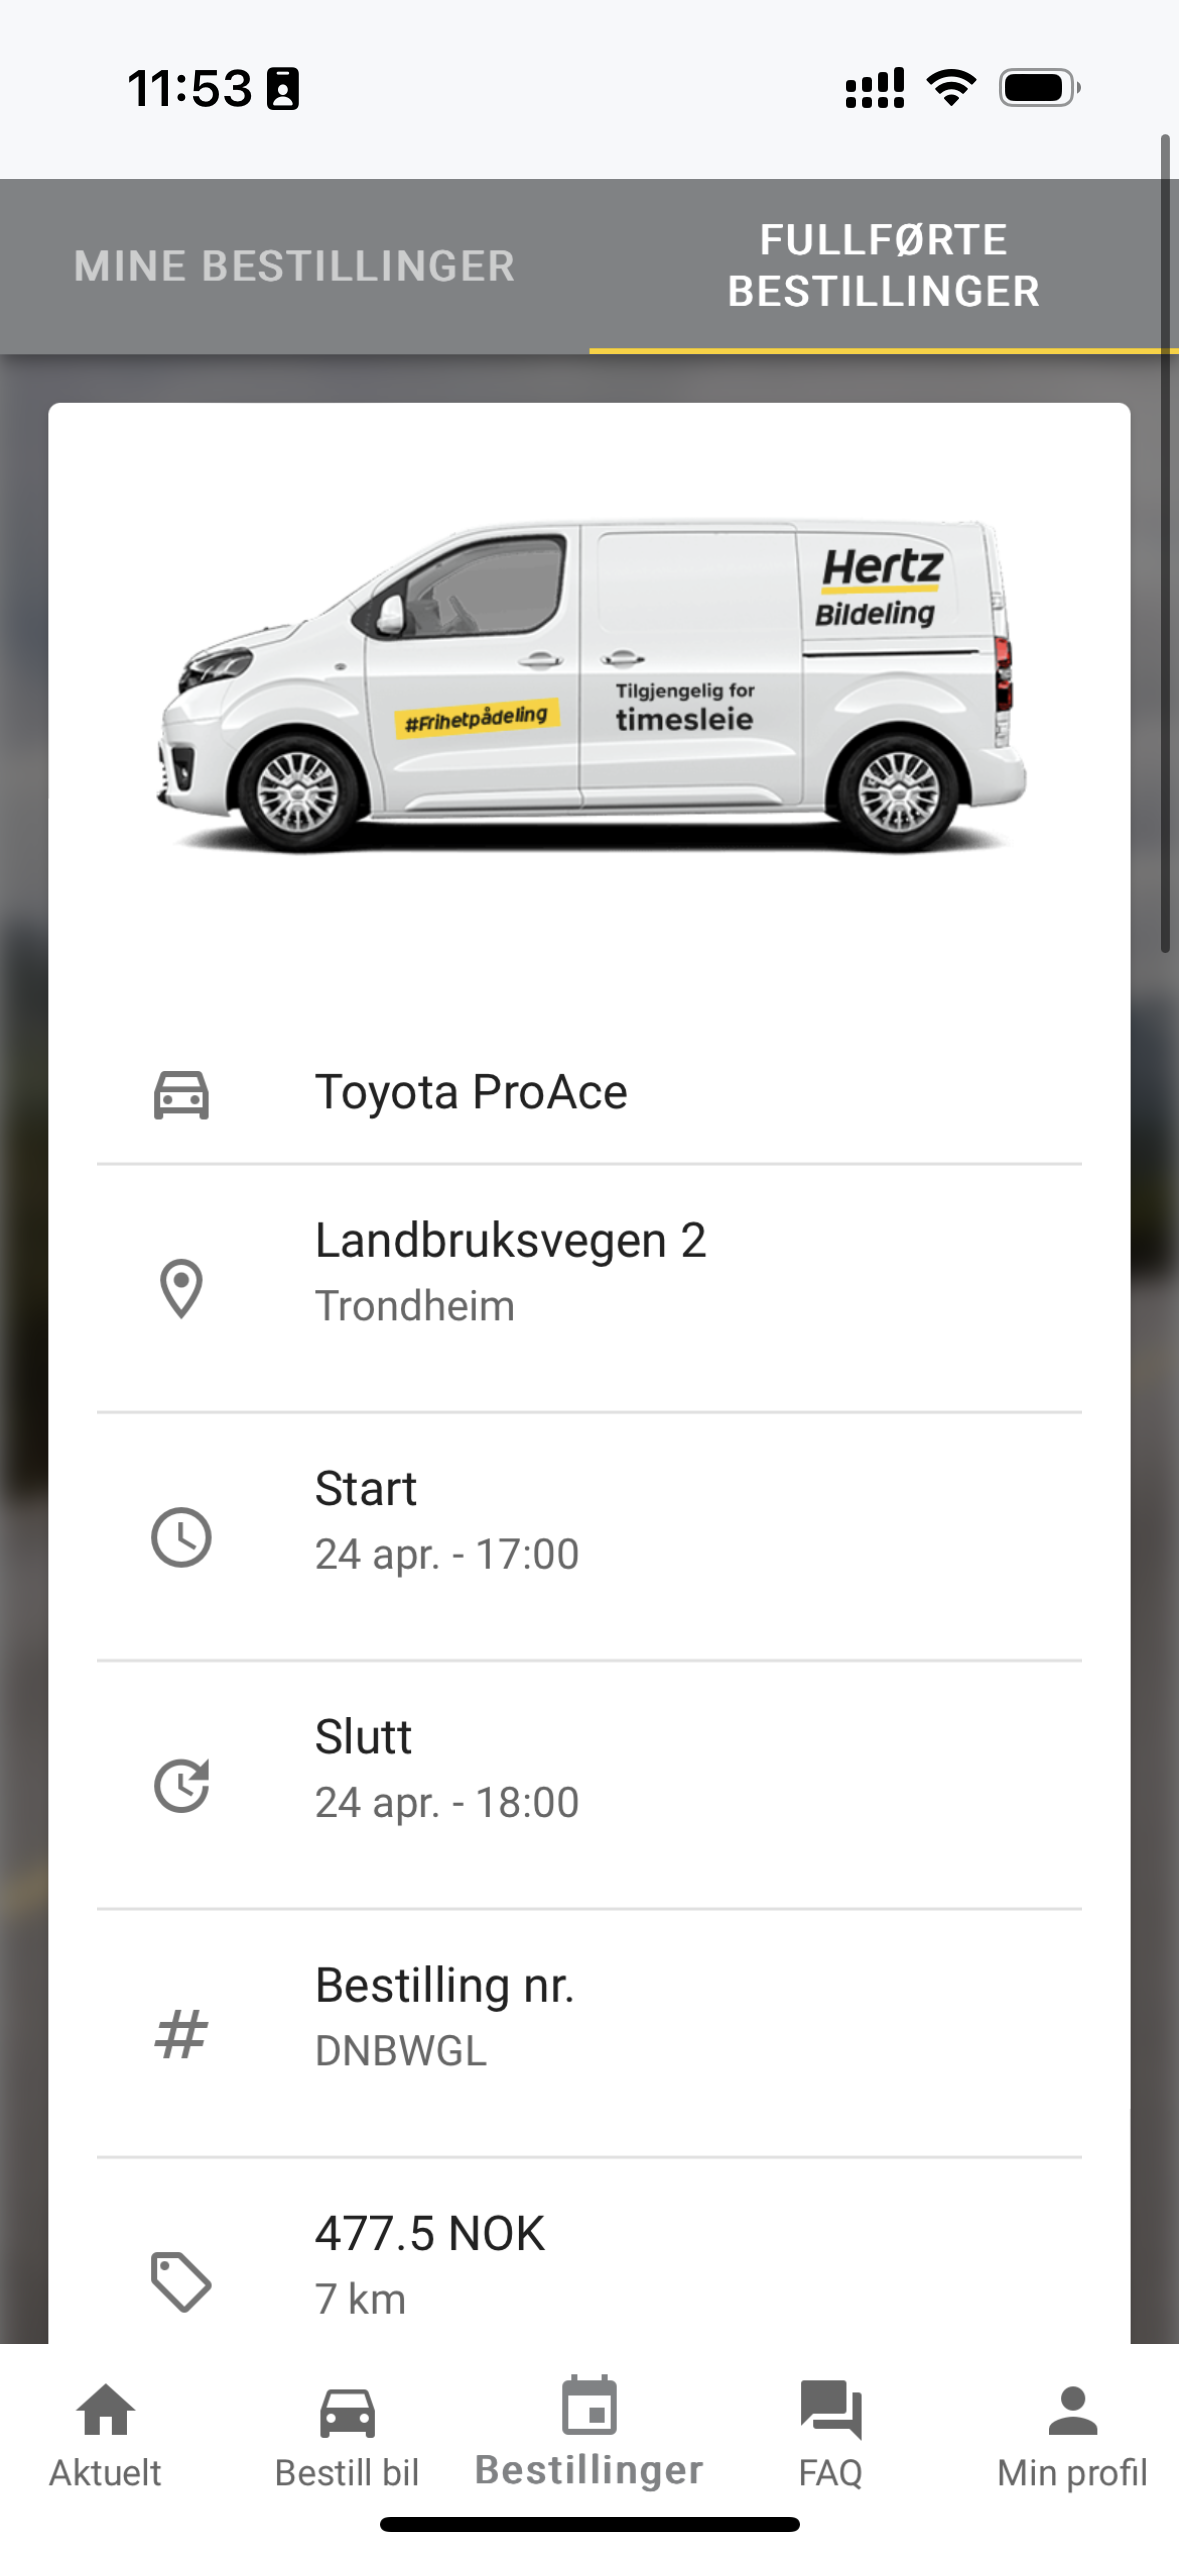 11:53
MINE BESTILLINGER
FULLFØRTE
BESTILLINGER
Hertz
Bildeling
Tilgjengelig for
timesleie
#Frihetpådeling
Toyota ProAce
Landbruksvegen 2
Trondheim
Start
24 apr. - 17:00
Slutt
24 apr. - 18:00
Bestilling nr.
DNBWGL
477.5 NOK
7 km
Aktuelt
Bestill bil
Bestillinger
FAQ
Min profil